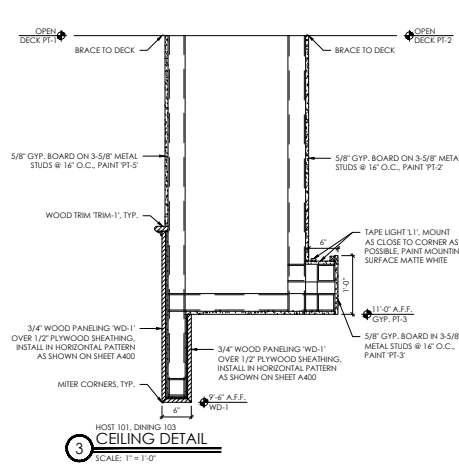 OPEN
DECK PT-1
OPEN
DECK PT-2
BRACE TO DECK
BRACE TO DECK
5/8" GYP. BOARD ON 3-5/8" METAL
STUDS @ 16" O.C., PAINT 'PT-5'
5/8" GYP. BOARD ON 3-5/8" META
STUDS @ 16" O.C., PAINT 'PT-2'
WOOD TRIM 'TRIM-1', TYP.
6"
TAPE LIGHT 'L1', MOUNT
AS CLOSE TO CORNER AS
POSSIBLE, PAINT MOUNTIN
SURFACE MATTE WHITE
1'-0"
11'-0" A.F.F.
GYP. PT-3
3/4" WOOD PANELING 'WD-1'
OVER 1/2" PLYWOOD SHEATHING,
INSTALL IN HORIZONTAL PATTERN
AS SHOWN ON SHEET A400
5/8" GYP. BOARD IN 3-5/8
METAL STUDS @ 16" O.C.,
PAINT 'PT-3'
3/4" WOOD PANELING 'WD-1'
OVER 1/2" PLYWOOD SHEATHING,
INSTALL IN HORIZONTAL PATTERN
AS SHOWN ON SHEET A400
MITER CORNERS, TYP.
9'-6" A.F.F.
WD-1
6"
HOST 101, DINING 103
3 CEILING DETAIL
SCALE: 1" = 1'-0"